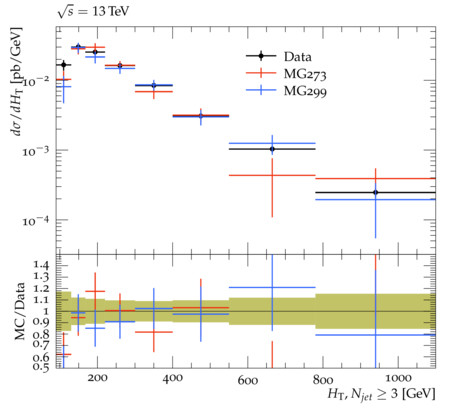 √s = 13 TeV
dσ/dH_T [pb/GeV]
10^−2
10^−3
10^−4
Data
MG273
MG299
MC/Data
1.4
1.3
1.2
1.1
1
0.9
0.8
0.7
0.6
0.5
200 400 600 800 1000
H_T, N_jet ≥ 3 [GeV]